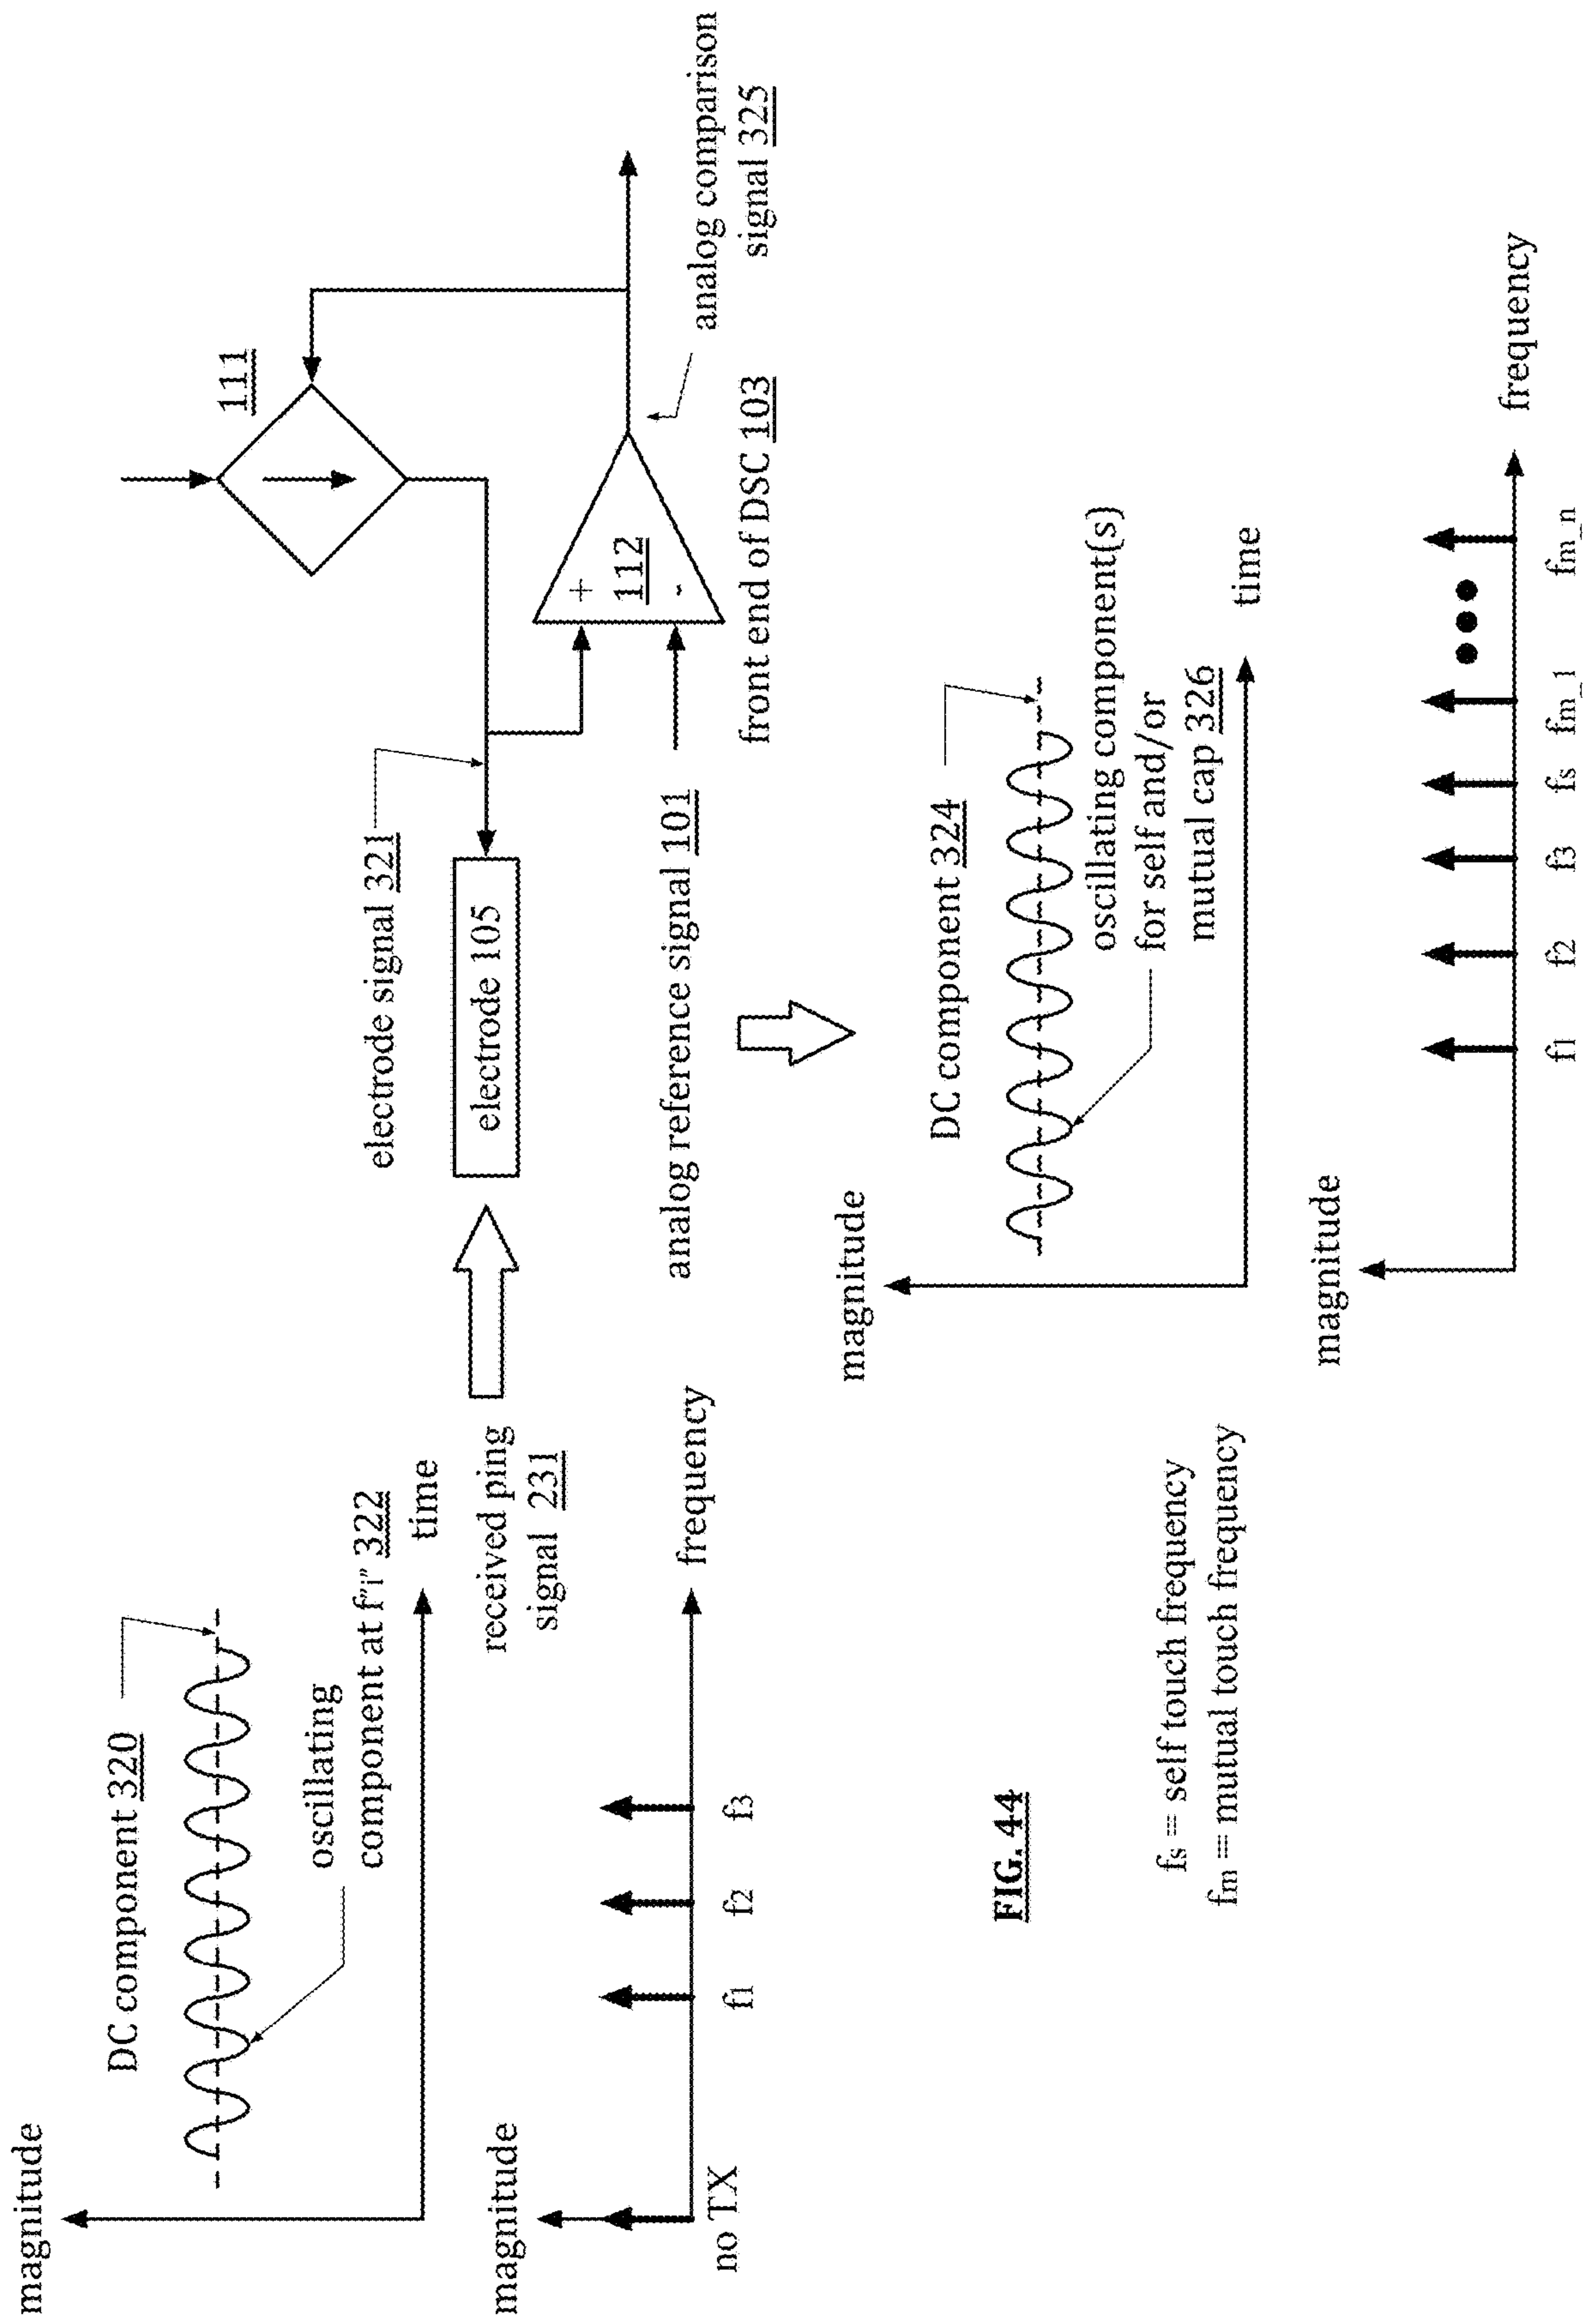 magnitude
DC component 320
oscillating
component at f"i" 322
time
magnitude
no TX
f1
f2
f3
frequency
received ping
signal 231
electrode signal 321
electrode 105
analog reference signal 101
111
+
112
-
front end of DSC 103
analog comparison
signal 325
magnitude
DC component 324
oscillating component(s)
for self and/or
mutual cap 326
time
magnitude
f1
f2
f3
fs
fm_1
fm_n
frequency
FIG. 44
fs = self touch frequency
fm = mutual touch frequency